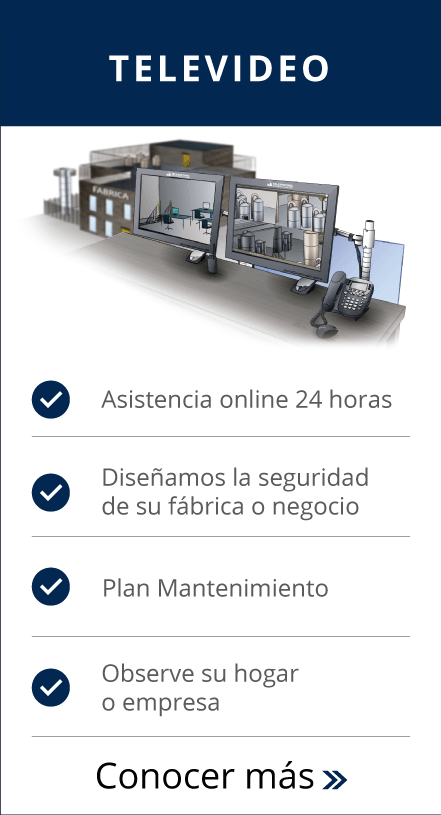 TELEVIDEO
FABRICA
Asistencia online 24 horas
Diseñamos la seguridad
de su fábrica o negocio
Plan Mantenimiento
Observe su hogar
o empresa
Conocer más